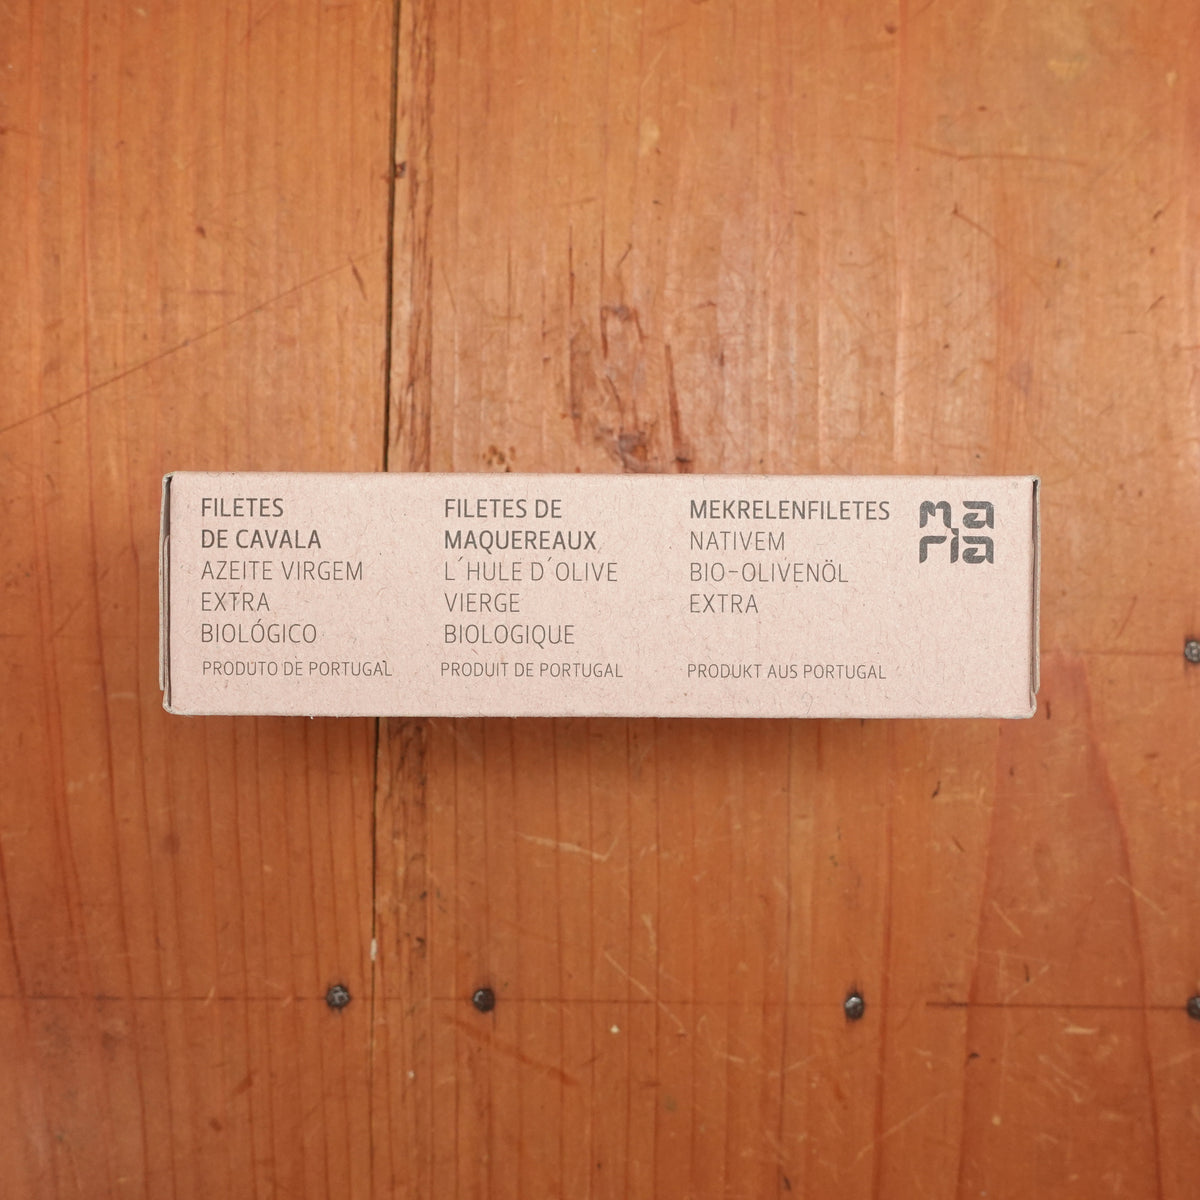 FILETES
DE CAVALA
AZEITE VIRGEM
EXTRA
BIOLÓGICO
PRODUTO DE PORTUGAL
FILETES DE
MAQUEREAUX
L´HULE D´OLIVE
VIERGE
BIOLOGIQUE
PRODUIT DE PORTUGAL
MEKRELENFILETES
NATIVEM
BIO-OLIVENÖL
EXTRA
PRODUKT AUS PORTUGAL
ma
ria